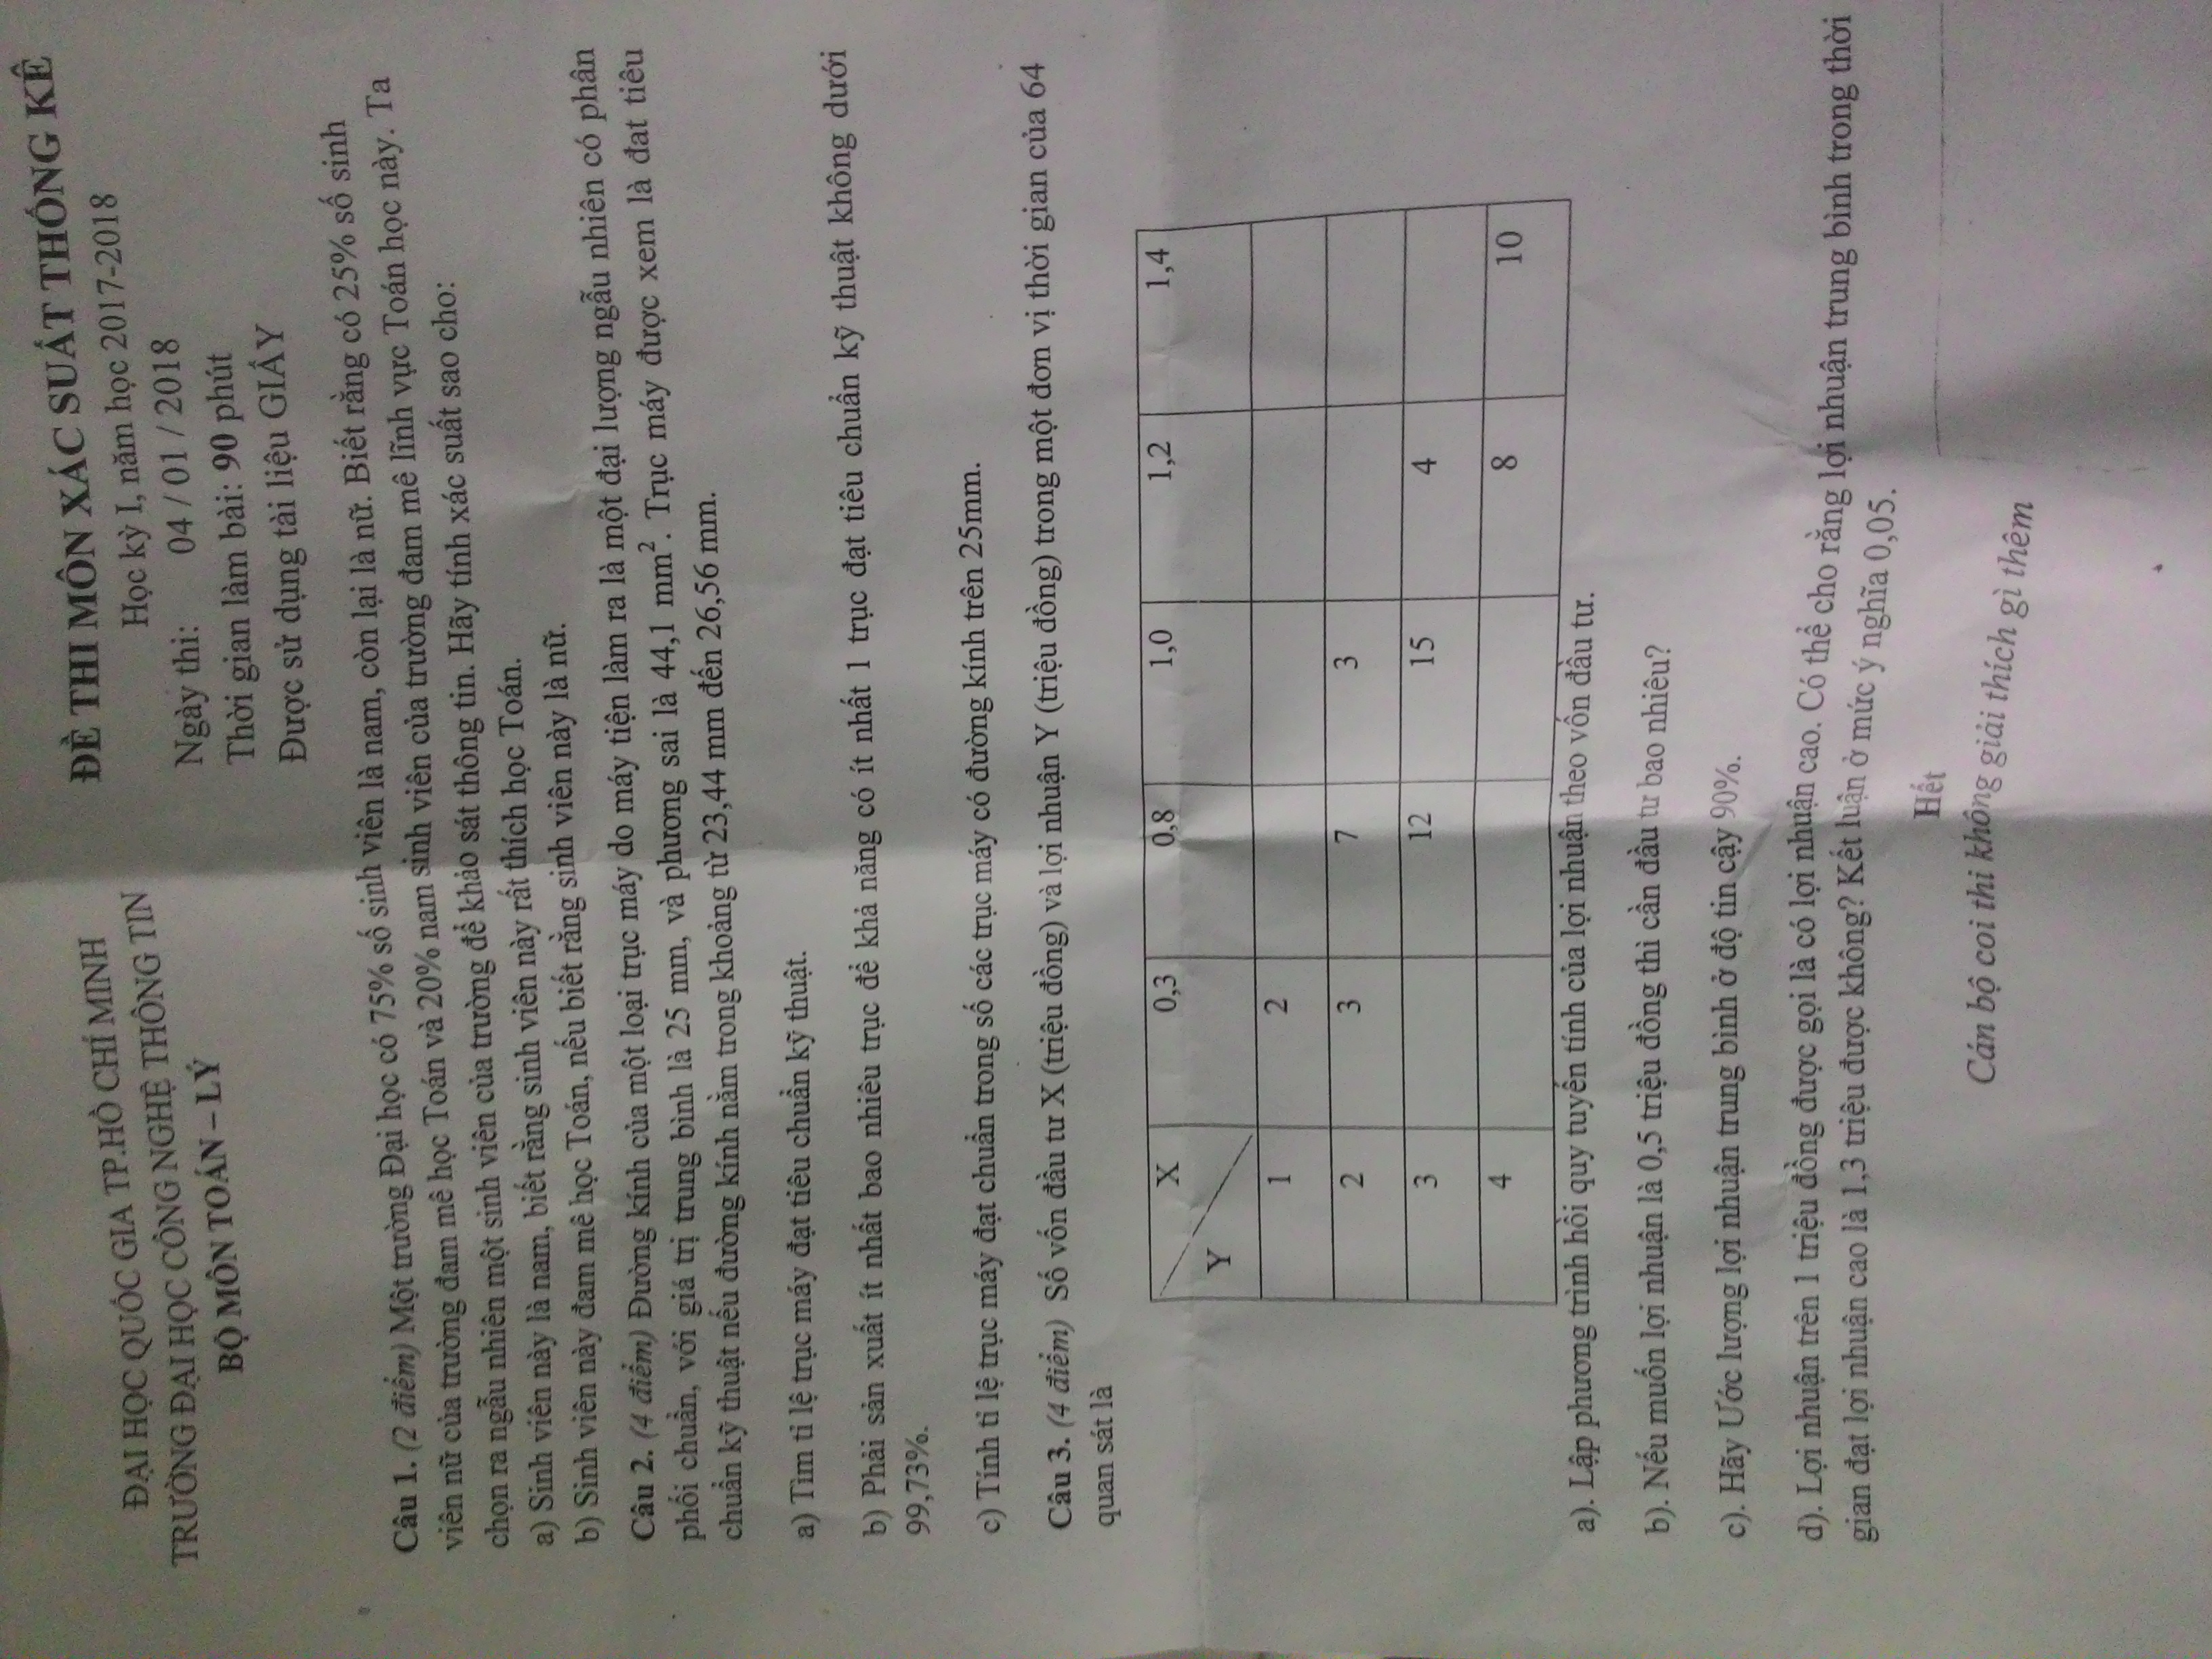 ĐẠI HỌC QUỐC GIA TP.HỒ CHÍ MINH
TRƯỜNG ĐẠI HỌC CÔNG NGHỆ THÔNG TIN
BỘ MÔN TOÁN – LÝ
ĐỀ THI MÔN XÁC SUẤT THỐNG KÊ
Học kỳ I, năm học 2017-2018
Ngày thi: 04 / 01 / 2018
Thời gian làm bài: 90 phút
Được sử dụng tài liệu GIẤY
Câu 1. (2 điểm) Một trường Đại học có 75% số sinh viên là nam, còn lại là nữ. Biết rằng có 25% số sinh
viên nữ của trường đam mê học Toán và 20% nam sinh viên của trường đam mê lĩnh vực Toán học này. Ta
chọn ra ngẫu nhiên một sinh viên của trường để khảo sát thông tin. Hãy tính xác suất sao cho:
a) Sinh viên này là nam, biết rằng sinh viên này rất thích học Toán.
b) Sinh viên này đam mê học Toán, nếu biết rằng sinh viên này là nữ.
Câu 2. (4 điểm) Đường kính của một loại trục máy do máy tiện làm ra là một đại lượng ngẫu nhiên có phân
phối chuẩn, với giá trị trung bình là 25 mm, và phương sai là 44,1 mm². Trục máy được xem là đat tiêu
chuẩn kỹ thuật nếu đường kính nằm trong khoảng từ 23,44 mm đến 26,56 mm.
a) Tìm tỉ lệ trục máy đạt tiêu chuẩn kỹ thuật.
b) Phải sản xuất ít nhất bao nhiêu trục để khả năng có ít nhất 1 trục đạt tiêu chuẩn kỹ thuật không dưới
99,73%.
c) Tính tỉ lệ trục máy đạt chuẩn trong số các trục máy có đường kính trên 25mm.
Câu 3. (4 điểm) Số vốn đầu tư X (triệu đồng) và lợi nhuận Y (triệu đồng) trong một đơn vị thời gian của 64
quan sát là
X 0,3 0,8 1,0 1,2 1,4
Y
1 2
2 3 7 3
3 12 15 4
4 8 10
a). Lập phương trình hồi quy tuyến tính của lợi nhuận theo vốn đầu tư.
b). Nếu muốn lợi nhuận là 0,5 triệu đồng thì cần đầu tư bao nhiêu?
c). Hãy Ước lượng lợi nhuận trung bình ở độ tin cậy 90%.
d). Lợi nhuận trên 1 triệu đồng được gọi là có lợi nhuận cao. Có thể cho rằng lợi nhuận trung bình trong thời
gian đạt lợi nhuận cao là 1,3 triệu được không? Kết luận ở mức ý nghĩa 0,05.
Hết
Cán bộ coi thi không giải thích gì thêm